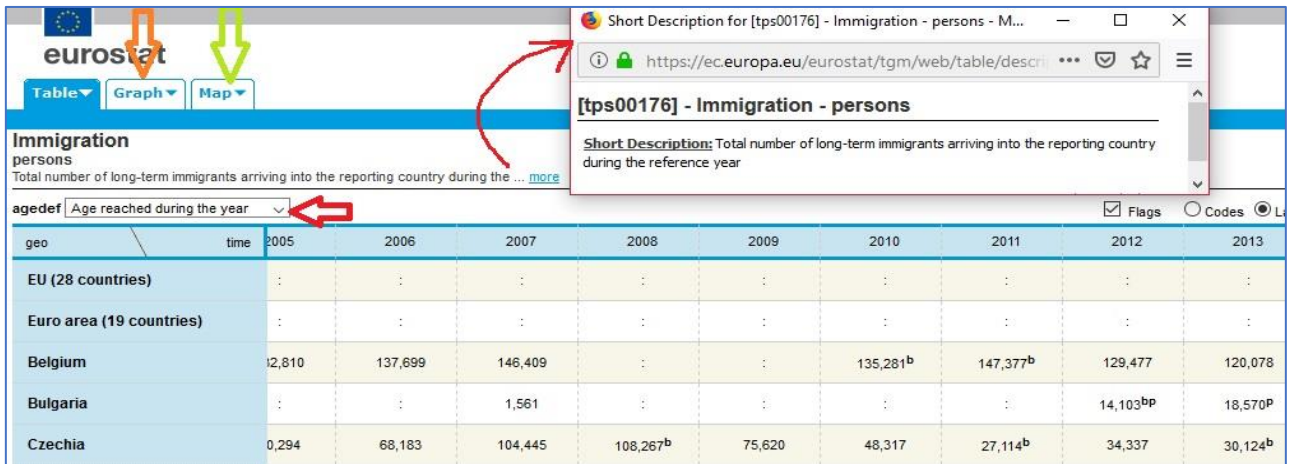 eurostat
Table Graph Map
Short Description for [tps00176] - Immigration - persons - M...
https://ec.europa.eu/eurostat/tgm/web/table/descri
[tps00176] - Immigration - persons
Short Description: Total number of long-term immigrants arriving into the reporting country
during the reference year
Immigration
persons
Total number of long-term immigrants arriving into the reporting country during the ... more
agedef Age reached during the year Flags Codes
geo time 2005 2006 2007 2008 2009 2010 2011 2012 2013
EU (28 countries) : : : : : : : : :
Euro area (19 countries) : : : : : : : : :
Belgium 2,810 137,699 146,409 : : 135,281b 147,377b 129,477 120,078
Bulgaria : : 1,561 : : : : 14,103bp 18,570p
Czechia 0,294 68,183 104,445 108,267b 75,620 48,317 27,114b 34,337 30,124b